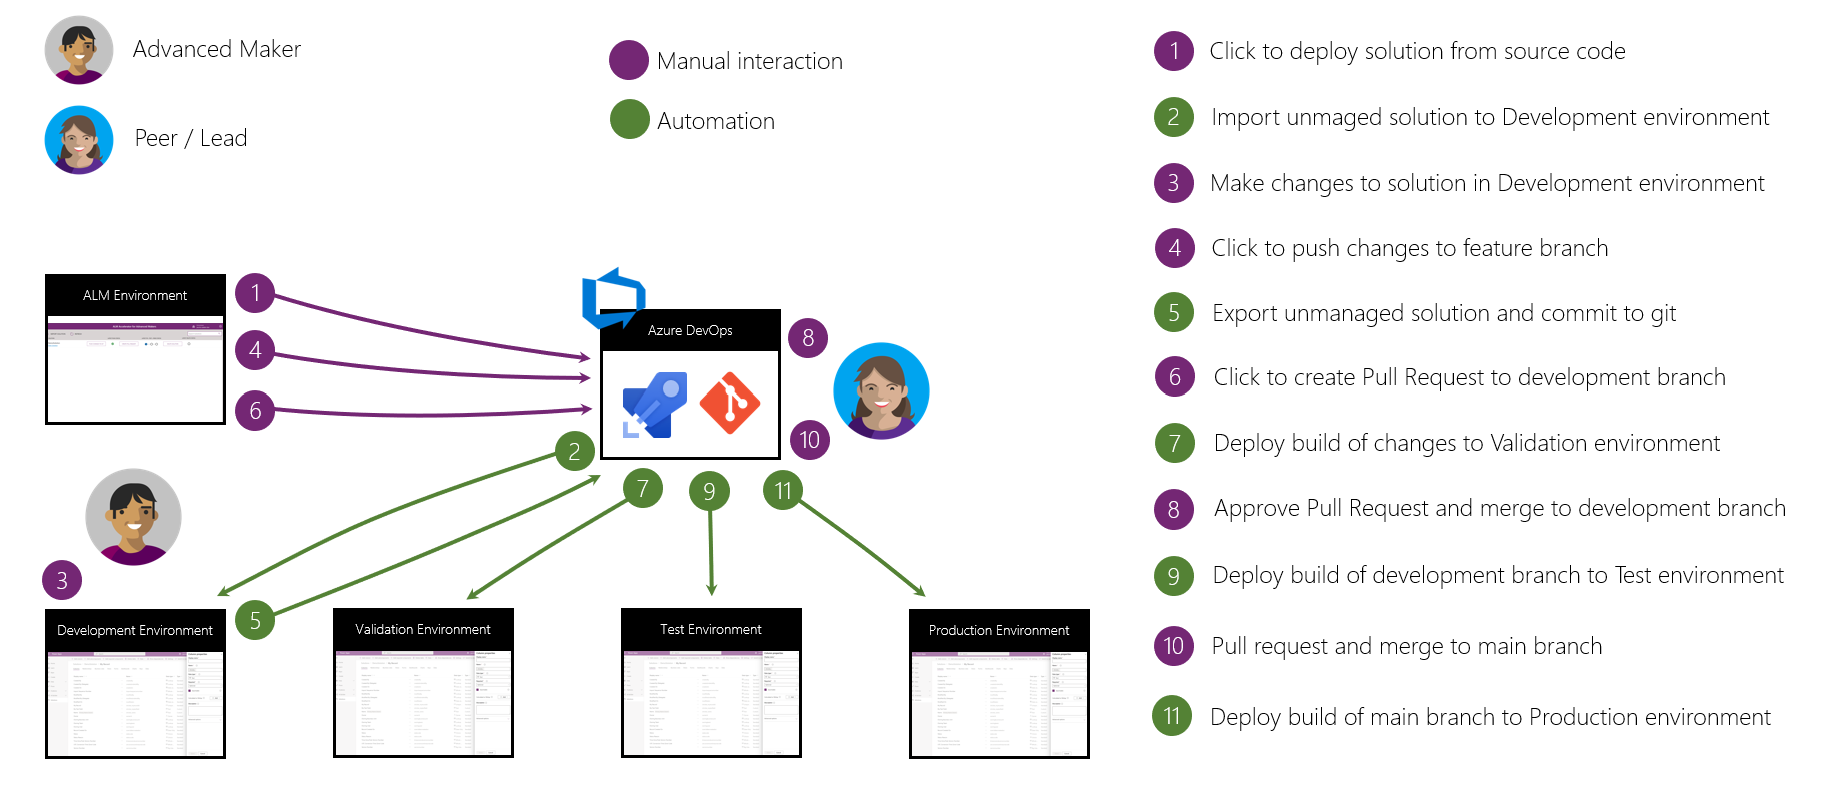 Advanced Maker
Peer / Lead
Manual interaction
Automation
1 Click to deploy solution from source code
2 Import unmaged solution to Development environment
3 Make changes to solution in Development environment
4 Click to push changes to feature branch
5 Export unmanaged solution and commit to git
6 Click to create Pull Request to development branch
7 Deploy build of changes to Validation environment
8 Approve Pull Request and merge to development branch
9 Deploy build of development branch to Test environment
10 Pull request and merge to main branch
11 Deploy build of main branch to Production environment
ALM Environment
1
4
6
Azure DevOps
8
10
2
7
9
11
3
5
Development Environment
Validation Environment
Test Environment
Production Environment